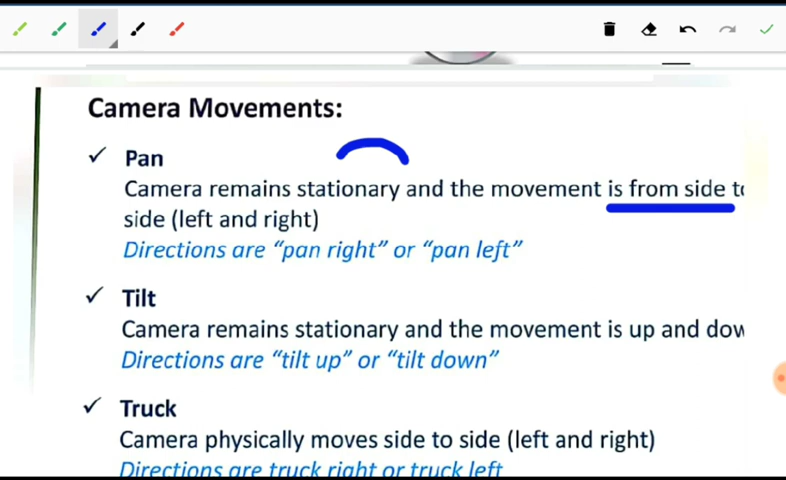 Camera Movements:
Pan
Camera remains stationary and the movement is from side to
side (left and right)
Directions are “pan right” or “pan left”
Tilt
Camera remains stationary and the movement is up and dow
Directions are “tilt up” or “tilt down”
Truck
Camera physically moves side to side (left and right)
Directions are truck right or truck left